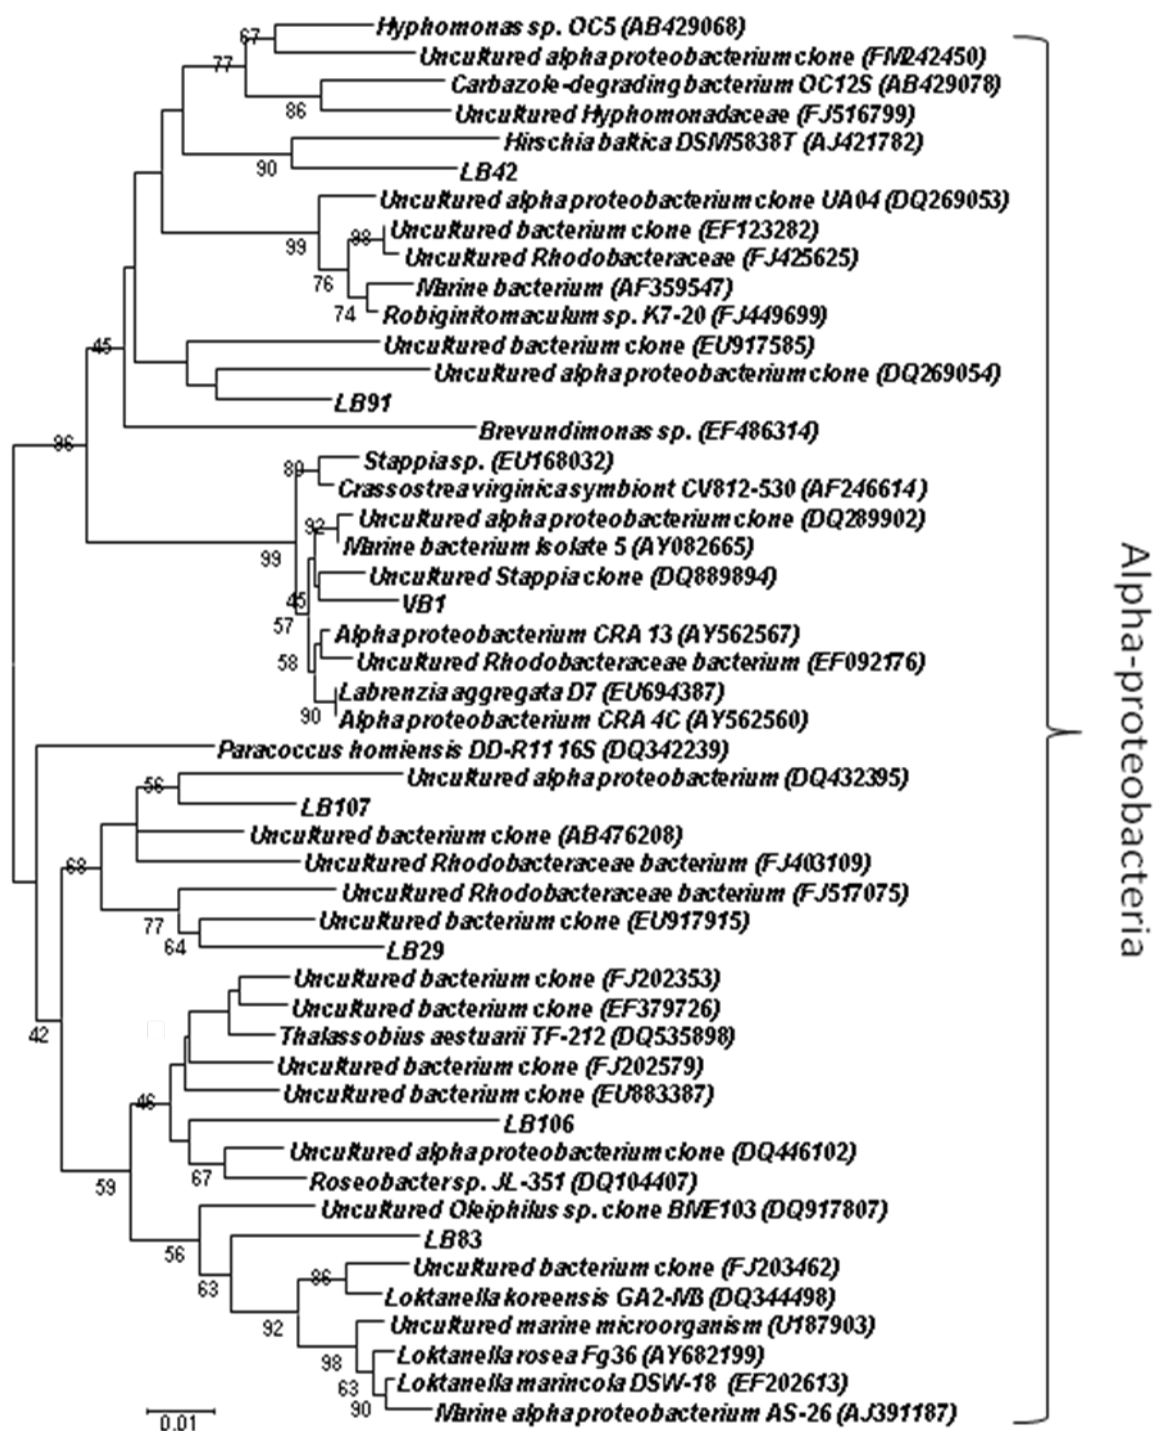 67
Hyphomonas sp. OC5 (AB429068)
77
Uncultured alpha proteobacterium clone (FM242450)
Carbazole-degrading bacterium OC12S (AB429078)
86
Uncultured Hyphomonadaceae (FJ516799)
Hirschia baltica DSM5838T (AJ421782)
90
LB42
Uncultured alpha proteobacterium clone UA04 (DQ269053)
98
Uncultured bacterium clone (EF123282)
99
Uncultured Rhodobacteraceae (FJ425625)
76
Marine bacterium (AF359547)
74
Robiginitomaculum sp. K7-20 (FJ449699)
45
Uncultured bacterium clone (EU917585)
Uncultured alpha proteobacterium clone (DQ269054)
LB91
Brevundimonas sp. (EF486314)
86
Stappia sp. (EU168032)
80
Crassostrea virginica symbiont CV812-530 (AF246614)
92
Uncultured alpha proteobacterium clone (DQ289902)
99
Marine bacterium Isolate 5 (AY082665)
Uncultured Stappia clone (DQ889894)
45
VB1
57
Alpha proteobacterium CRA 13 (AY562567)
58
Uncultured Rhodobacteraceae bacterium (EF092176)
Labrenzia aggregata D7 (EU694387)
90
Alpha proteobacterium CRA 4C (AY562560)
Paracoccus homiensis DD-R11 16S (DQ342239)
56
Uncultured alpha proteobacterium (DQ432395)
LB107
Uncultured bacterium clone (AB476208)
68
Uncultured Rhodobacteraceae bacterium (FJ403109)
Uncultured Rhodobacteraceae bacterium (FJ517075)
77
Uncultured bacterium clone (EU917915)
64
LB29
Uncultured bacterium clone (FJ202353)
Uncultured bacterium clone (EF379726)
42
Thalassobius aestuarii TF-212 (DQ535898)
Uncultured bacterium clone (FJ202579)
46
Uncultured bacterium clone (EU883387)
LB106
Uncultured alpha proteobacterium clone (DQ446102)
67
Roseobacter sp. JL-351 (DQ104407)
59
Uncultured Oleiphilus sp. clone BME103 (DQ917807)
56
LB83
86
Uncultured bacterium clone (FJ203462)
63
Loktanella koreensis GA2-M3 (DQ344498)
92
Uncultured marine microorganism (U187903)
98
Loktanella rosea Fg36 (AY682199)
63
Loktanella marincola DSW-18 (EF202613)
90
Marine alpha proteobacterium AS-26 (AJ391187)
0.01
Alpha-proteobacteria